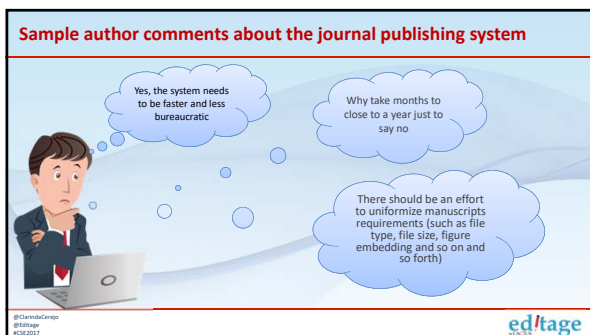 Sample author comments about the journal publishing system
Yes, the system needs
to be faster and less
bureaucratic
Why take months to
close to a year just to
say no
There should be an effort
to uniformize manuscripts
requirements (such as file
type, file size, figure
embedding and so on and
so forth)
@ClarindaCerejo
@Editage
#CSE2017
editage